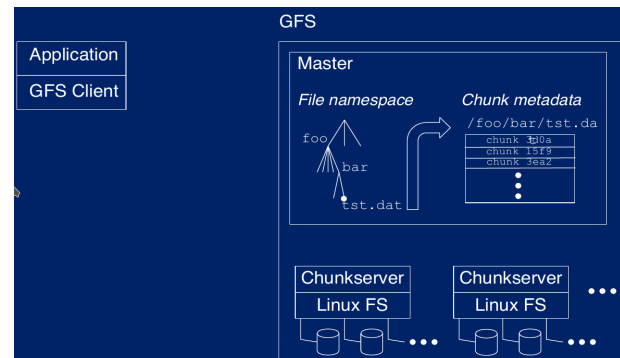 GFS
Application
GFS Client
Master
File namespace
Chunk metadata
/foo/bar/tst.da
foo
bar
tst.dat
chunk 3d0a
chunk 15f9
chunk 3ea2
Chunkserver
Linux FS
Chunkserver
Linux FS